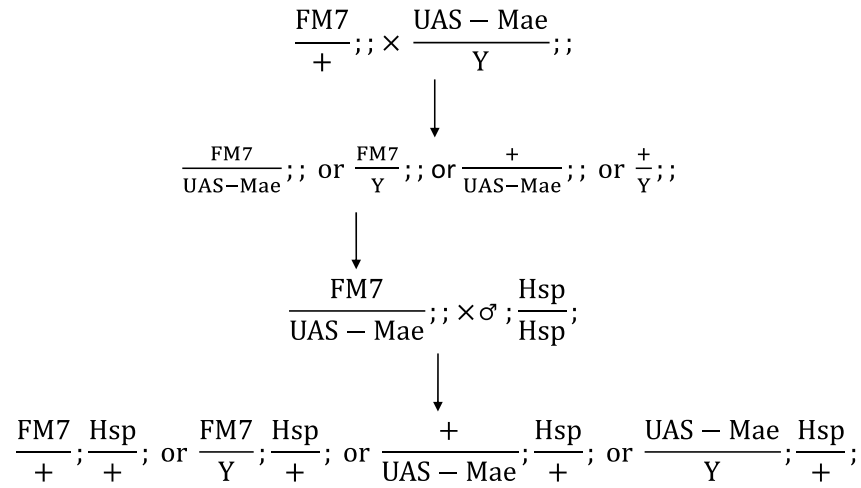 FM7/+ ; ; × UAS − Mae/Y ; ;
FM7/UAS−Mae ; ; or FM7/Y ; ; or +/UAS−Mae ; ; or +/Y ; ;
FM7/UAS − Mae ; ; ×♂ ; Hsp/Hsp ;
FM7/+ ; Hsp/+ ; or FM7/Y ; Hsp/+ ; or +/UAS − Mae ; Hsp/+ ; or UAS − Mae/Y ; Hsp/+ ;